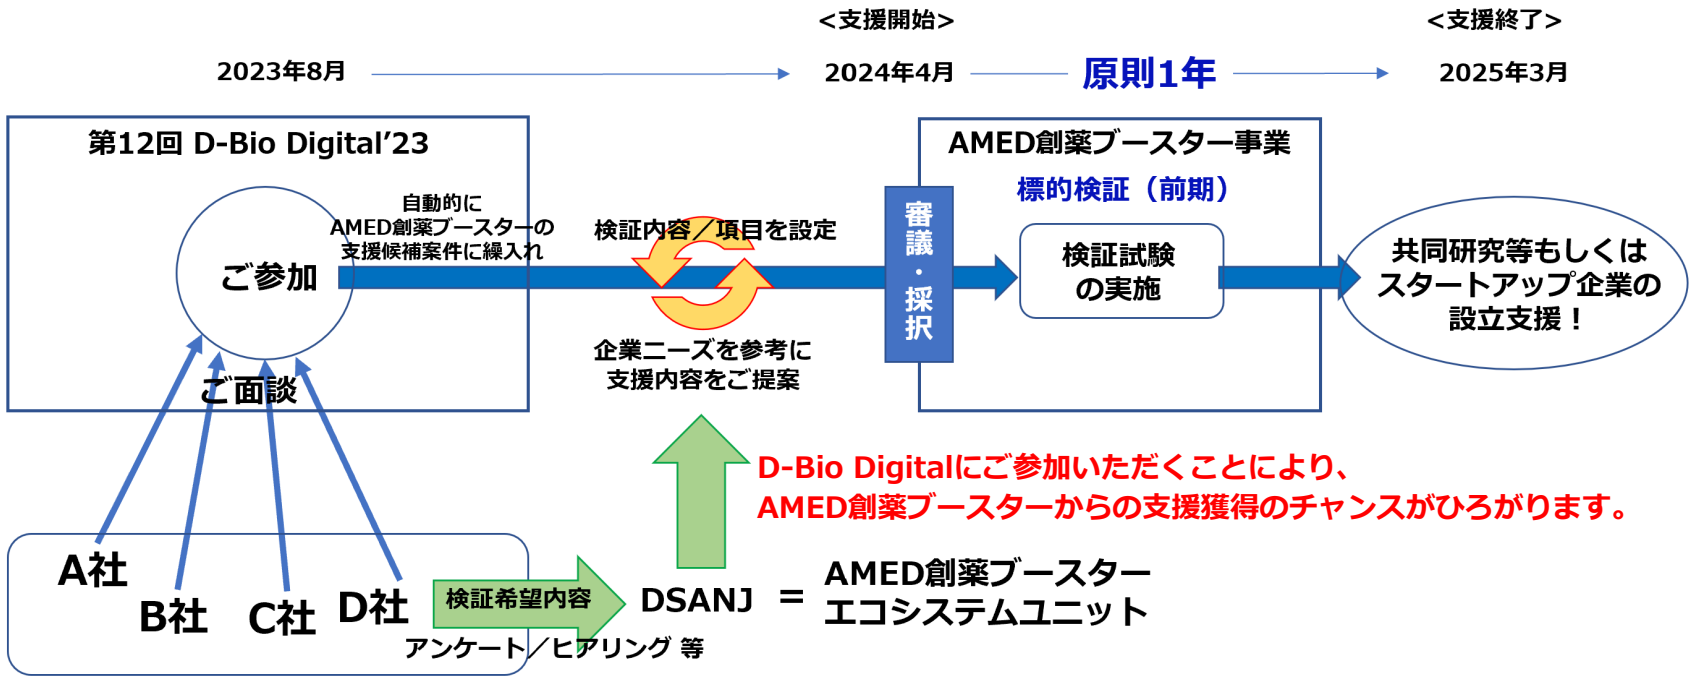 <支援開始>
<支援終了>
2023年8月
2024年4月
原則1年
2025年3月
第12回 D-Bio Digital’23
自動的に
AMED創薬ブースターの
支援候補案件に繰入れ
ご参加
ご面談
検証内容／項目を設定
企業ニーズを参考に
支援内容をご提案
審議・採択
AMED創薬ブースター事業
標的検証（前期）
検証試験
の実施
共同研究等もしくは
スタートアップ企業の
設立支援！
D-Bio Digitalにご参加いただくことにより、
AMED創薬ブースターからの支援獲得のチャンスがひろがります。
A社
B社
C社
D社
検証希望内容
アンケート／ヒアリング 等
DSANJ
=
AMED創薬ブースター
エコシステムユニット